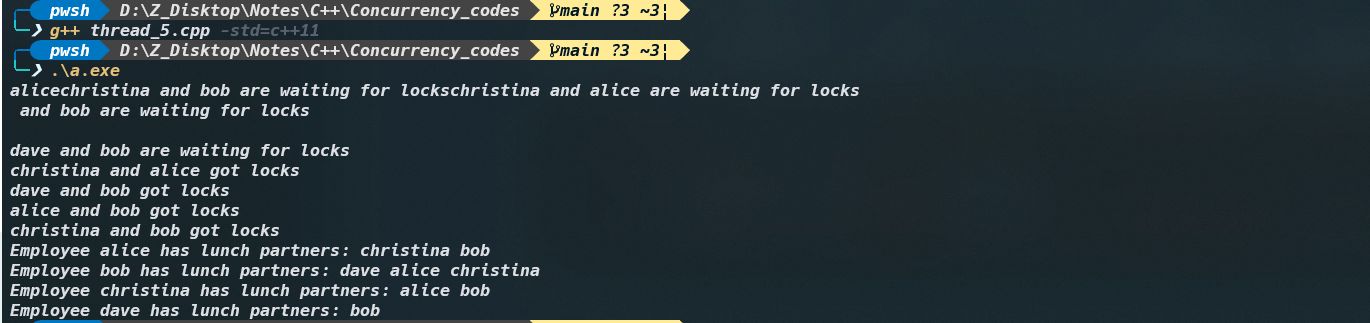 pwsh D:\Z_Disktop\Notes\C++\Concurrency_codes main ?3 ~3¦
❯ g++ thread_5.cpp -std=c++11
pwsh D:\Z_Disktop\Notes\C++\Concurrency_codes main ?3 ~3¦
❯ .\a.exe
alicechristina and bob are waiting for lockschristina and alice are waiting for locks
and bob are waiting for locks
dave and bob are waiting for locks
christina and alice got locks
dave and bob got locks
alice and bob got locks
christina and bob got locks
Employee alice has lunch partners: christina bob
Employee bob has lunch partners: dave alice christina
Employee christina has lunch partners: alice bob
Employee dave has lunch partners: bob